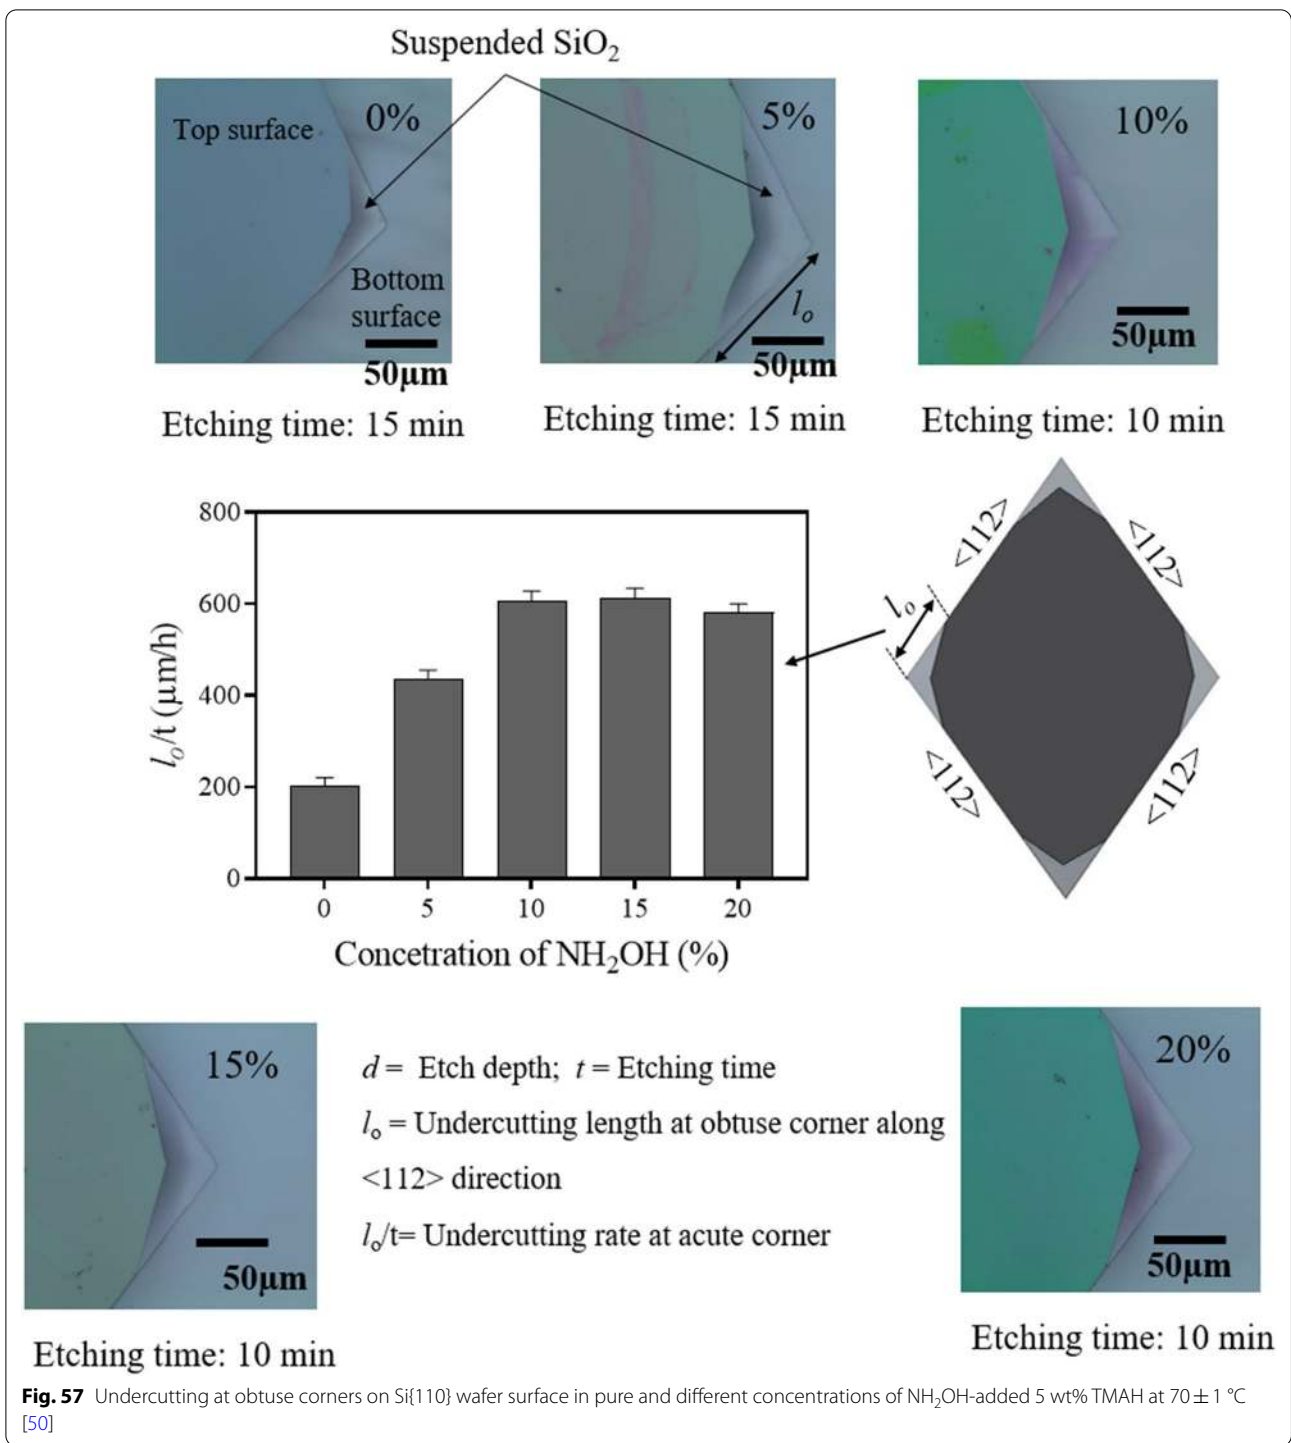 Suspended SiO₂
Top surface
0%
Bottom
surface
50μm
Etching time: 15 min
5%
lₒ
50μm
Etching time: 15 min
10%
50μm
Etching time: 10 min
lₒ/t (μm/h)
800
600
400
200
0
0 5 10 15 20
Concetration of NH₂OH (%)
<112>
<112>
lₒ
<112>
<112>
15%
50μm
Etching time: 10 min
d = Etch depth; t = Etching time
lₒ = Undercutting length at obtuse corner along
<112> direction
lₒ/t= Undercutting rate at acute corner
20%
50μm
Etching time: 10 min
Fig. 57 Undercutting at obtuse corners on Si{110} wafer surface in pure and different concentrations of NH₂OH-added 5 wt% TMAH at 70 ± 1 °C
[50]